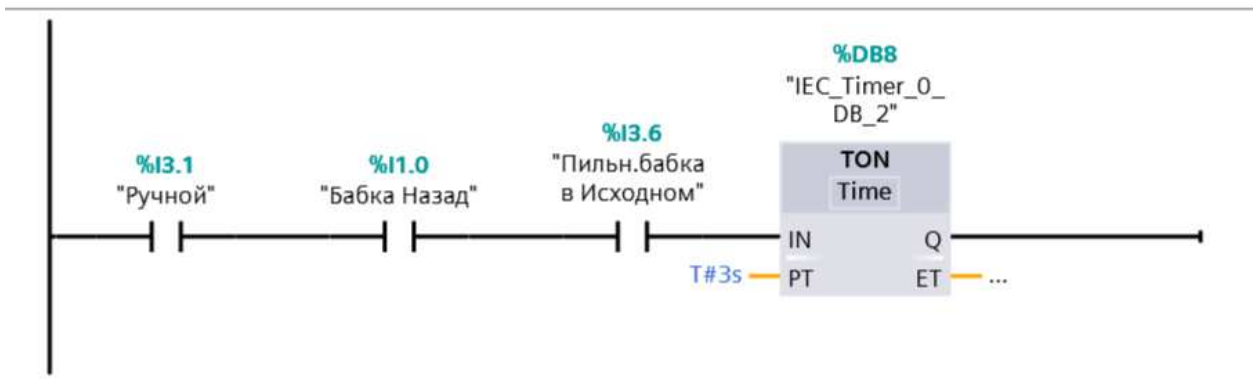 %DB8
"IEC_Timer_0_
DB_2"
%I3.1
"Ручной"
%I1.0
"Бабка Назад"
%I3.6
"Пильн.бабка
в Исходном"
TON
Time
IN
Q
T#3s
PT
ET
...